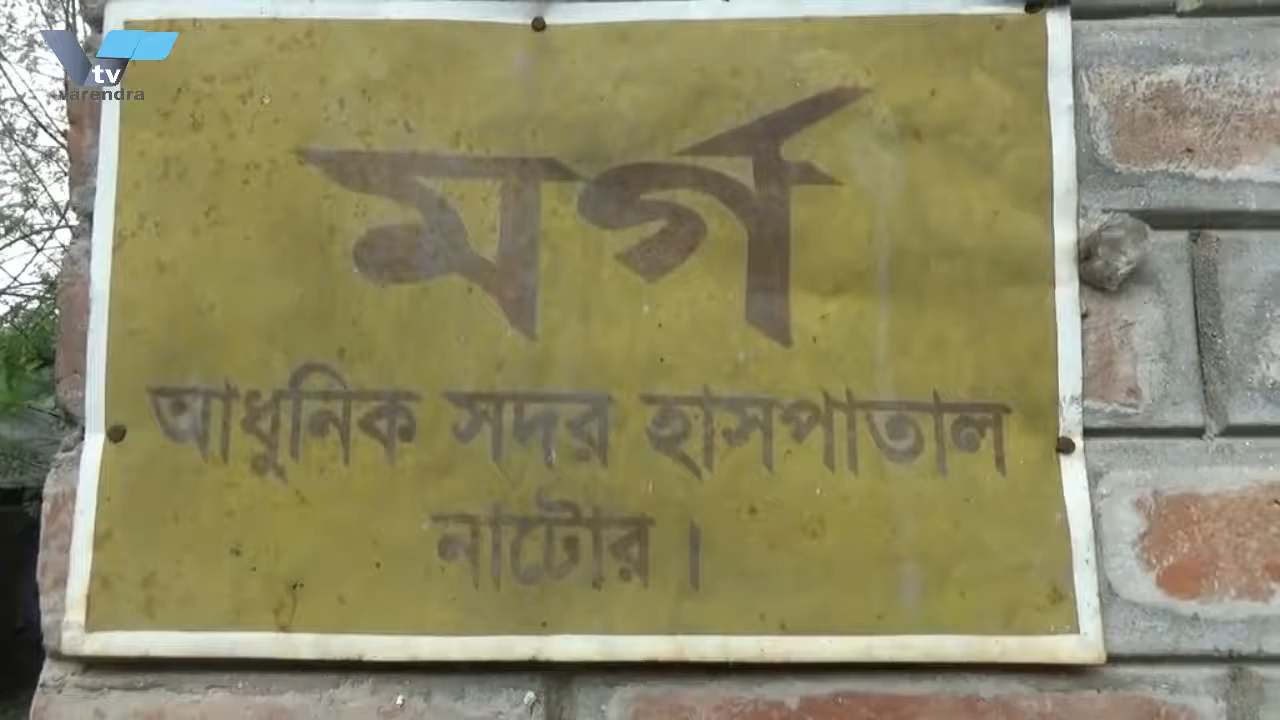 tv
varendra
মর্গ
আধুনিক সদর হাসপাতাল
নাটোর।